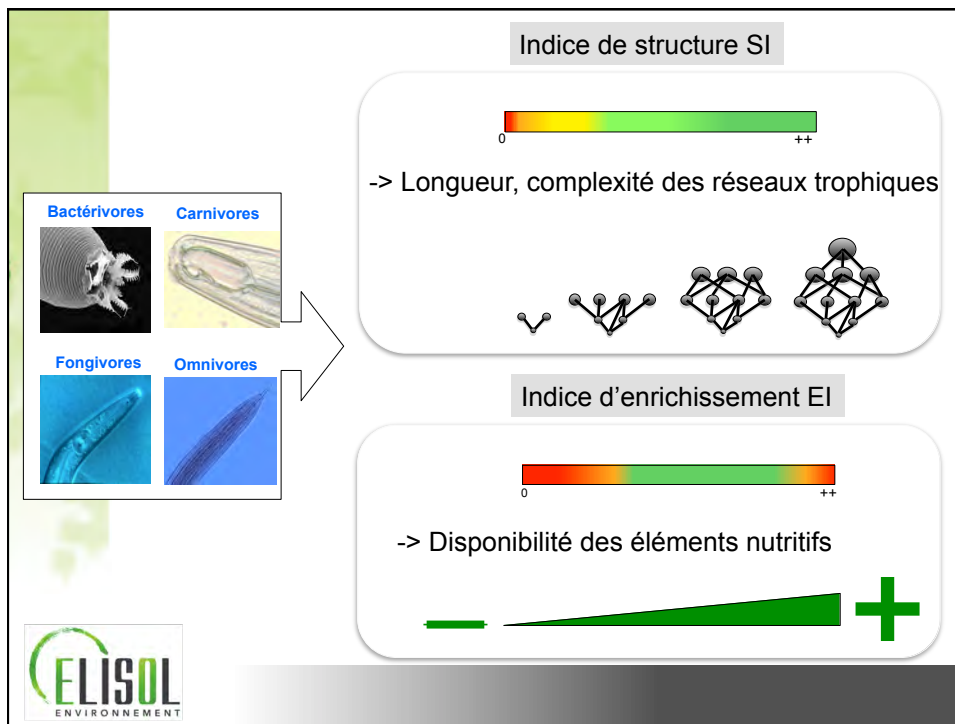 Indice de structure SI
0 ++
-> Longueur, complexité des réseaux trophiques
Bactérivores Carnivores
Fongivores Omnivores
Indice d’enrichissement EI
0 ++
-> Disponibilité des éléments nutritifs
ELISOL
ENVIRONNEMENT